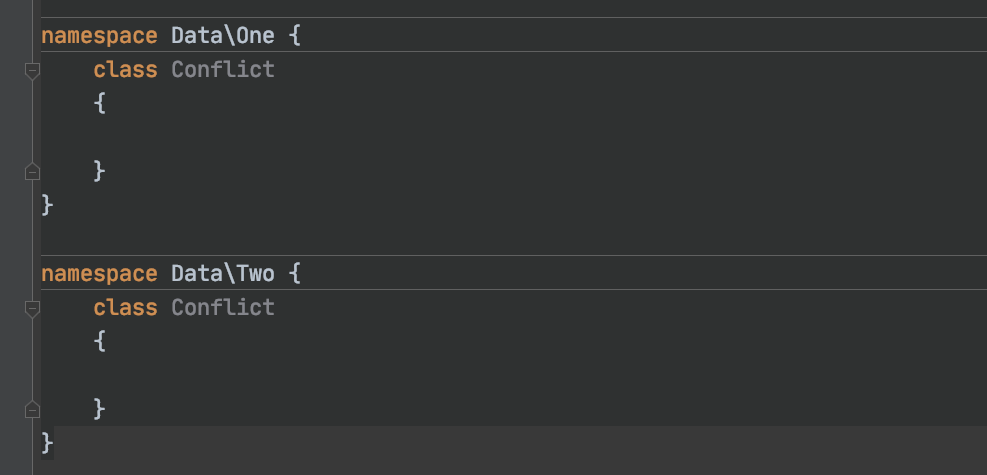 namespace Data\One {
    class Conflict
    {
    }
}
namespace Data\Two {
    class Conflict
    {
    }
}